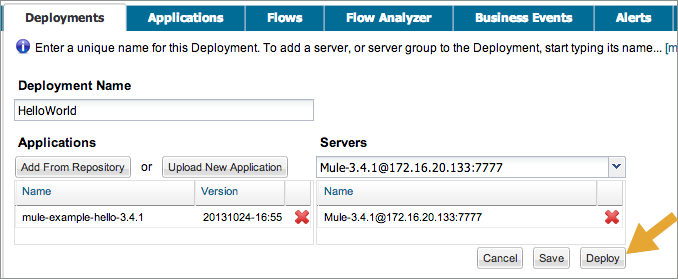 Deployments Applications Flows Flow Analyzer Business Events Alerts
Enter a unique name for this Deployment. To add a server, or server group to the Deployment, start typing its name... [m
Deployment Name
HelloWorld
Applications Servers
Add From Repository or Upload New Application Mule-3.4.1@172.16.20.133:7777
Name Version Name
mule-example-hello-3.4.1 20131024-16:55 Mule-3.4.1@172.16.20.133:7777
Cancel Save Deploy